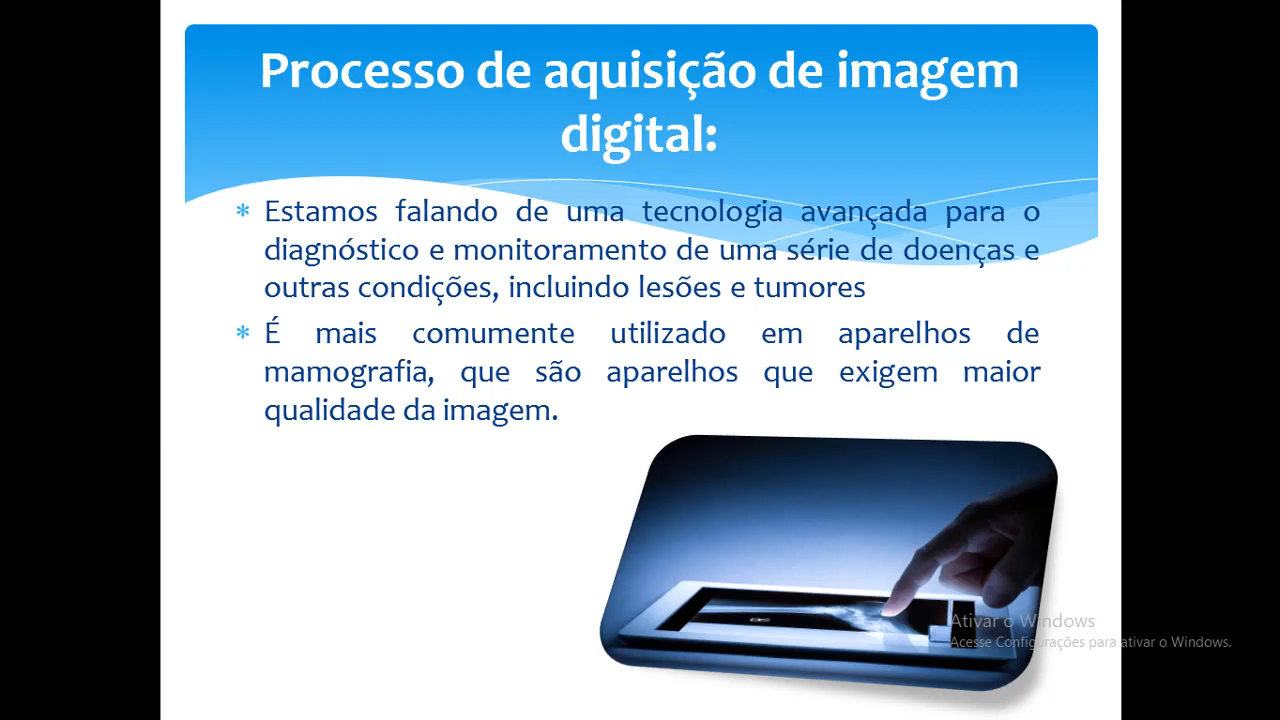 Processo de aquisição de imagem
digital:
* Estamos falando de uma tecnologia avançada para o
diagnóstico e monitoramento de uma série de doenças e
outras condições, incluindo lesões e tumores
* É mais comumente utilizado em aparelhos de
mamografia, que são aparelhos que exigem maior
qualidade da imagem.
Ativar o Windows
Acesse Configurações para ativar o Windows.